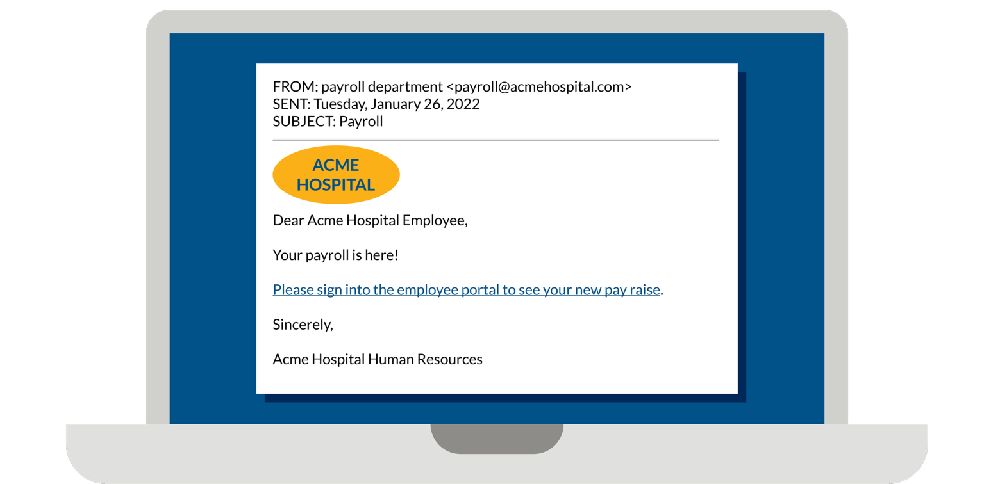 FROM: payroll department <payroll@acmehospital.com>
SENT: Tuesday, January 26, 2022
SUBJECT: Payroll
ACME
HOSPITAL
Dear Acme Hospital Employee,
Your payroll is here!
Please sign into the employee portal to see your new pay raise.
Sincerely,
Acme Hospital Human Resources